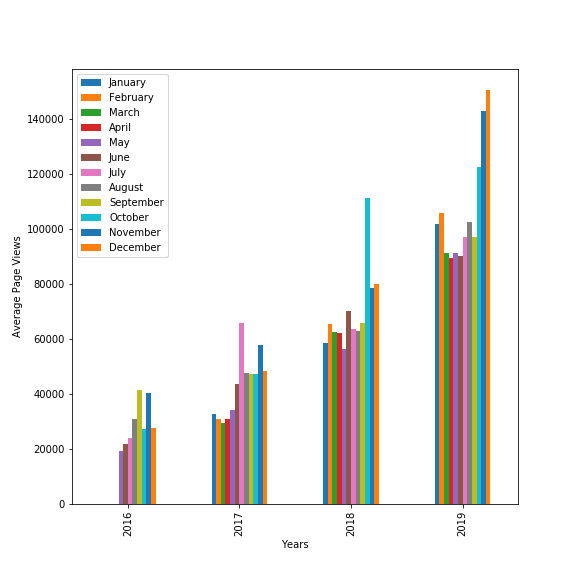 January
February
March
April
May
June
July
August
September
October
November
December
Average Page Views
140000
120000
100000
80000
60000
40000
20000
0
2016
2017
2018
2019
Years